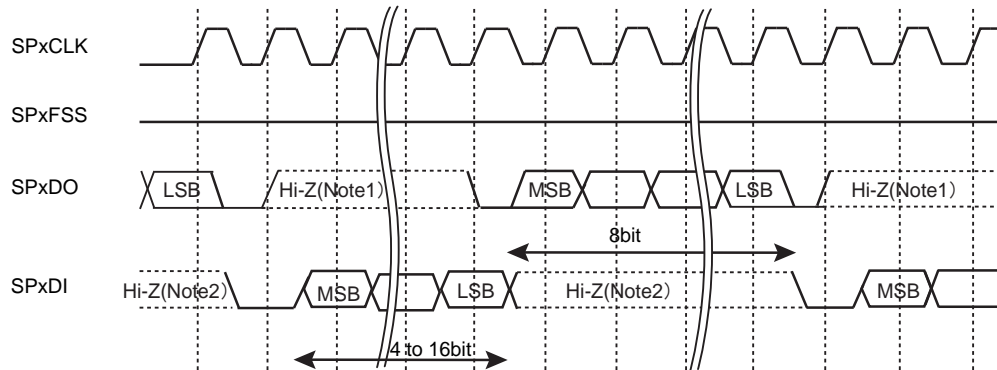 SPxCLK
SPxFSS
SPxDO
LSB
Hi-Z(Note1)
MSB
LSB
Hi-Z(Note1)
8bit
SPxDI
Hi-Z(Note2)
MSB
LSB
Hi-Z(Note2)
MSB
4 to 16bit